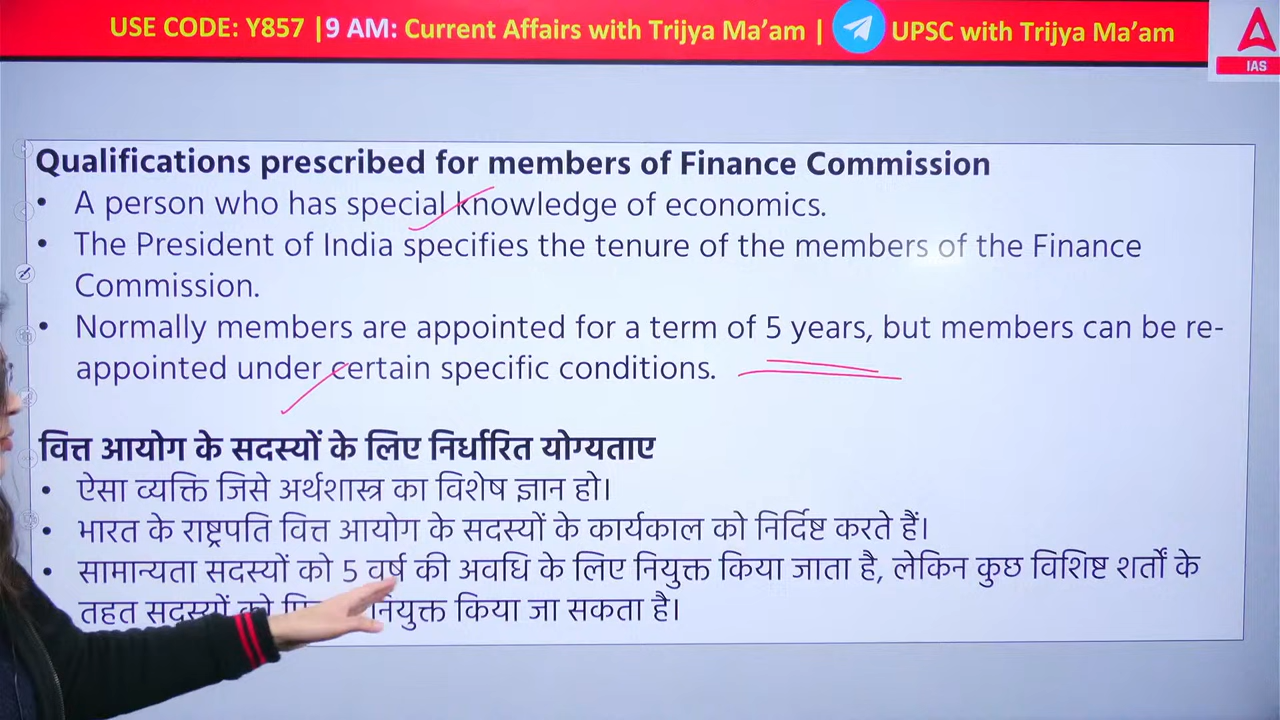 USE CODE: Y857 |9 AM: Current Affairs with Trijya Ma’am | UPSC with Trijya Ma’am
IAS
Qualifications prescribed for members of Finance Commission
• A person who has special knowledge of economics.
• The President of India specifies the tenure of the members of the Finance
Commission.
• Normally members are appointed for a term of 5 years, but members can be re-
appointed under certain specific conditions.
वित्त आयोग के सदस्यों के लिए निर्धारित योग्यताए
• ऐसा व्यक्ति जिसे अर्थशास्त्र का विशेष ज्ञान हो।
• भारत के राष्ट्रपति वित्त आयोग के सदस्यों के कार्यकाल को निर्दिष्ट करते हैं।
• सामान्यता सदस्यों को 5 वर्ष की अवधि के लिए नियुक्त किया जाता है, लेकिन कुछ विशिष्ट शर्तों के
तहत सदस्यों को नियुक्त किया जा सकता है।